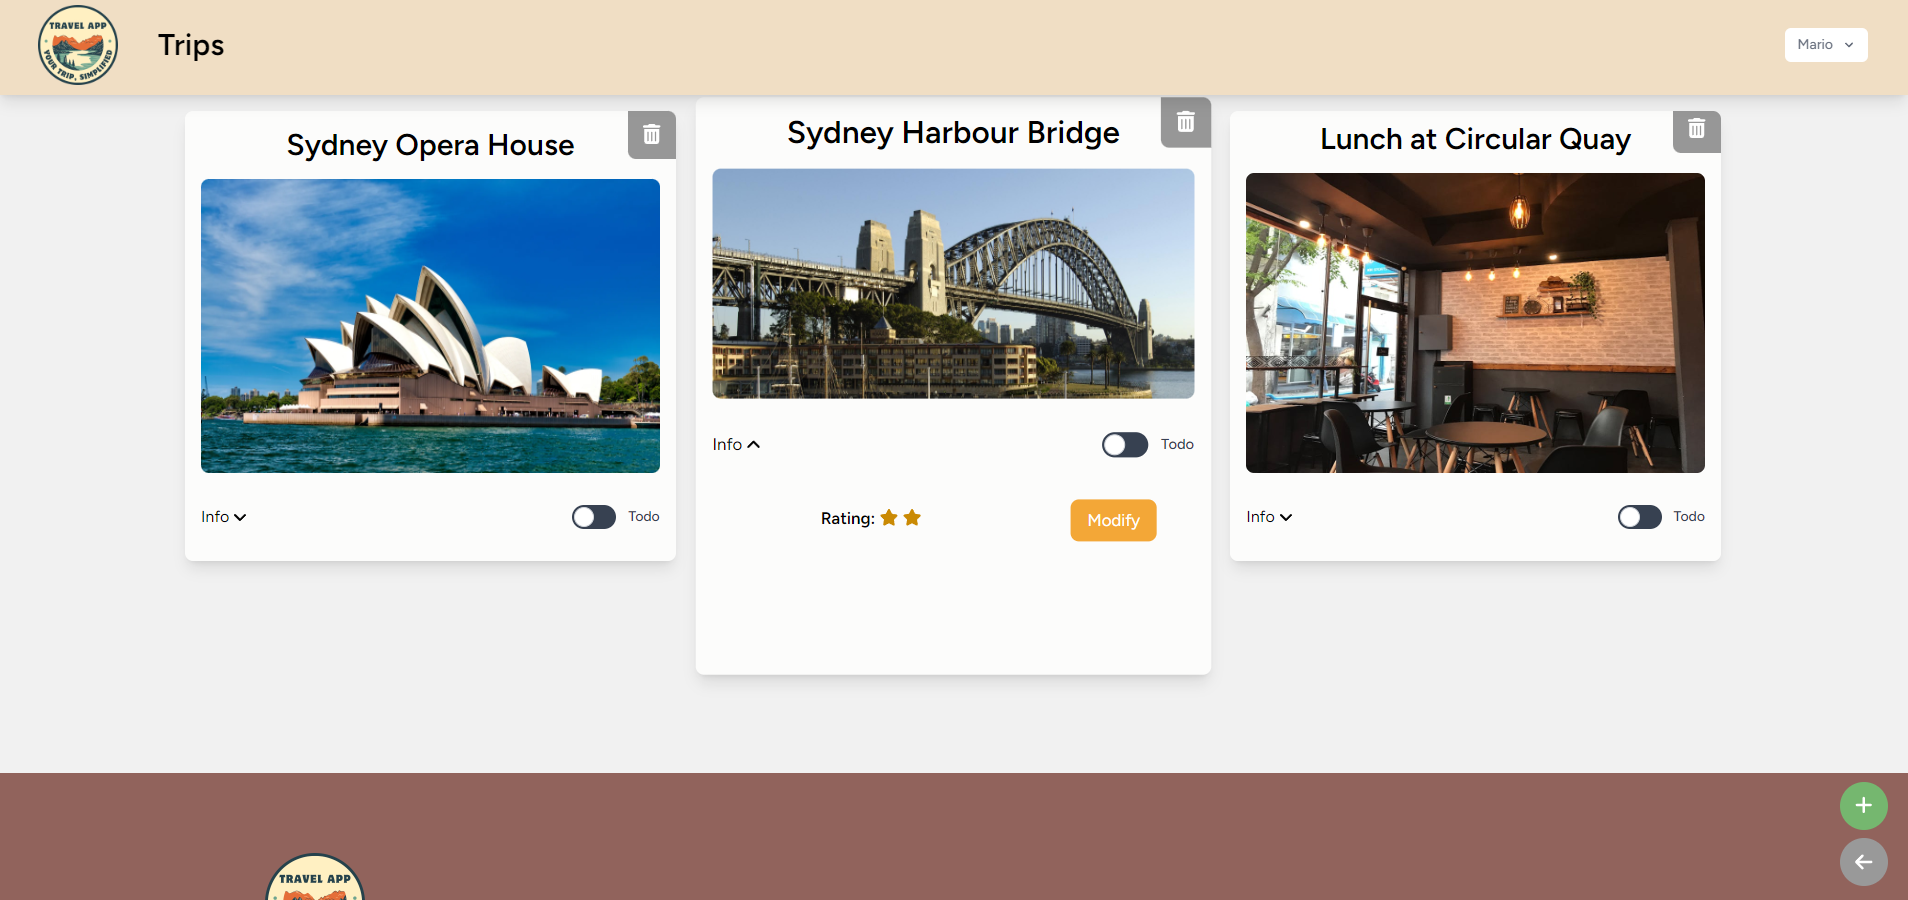 TRAVEL APP
YOUR TRIP, SIMPLIFIED
Trips
Mario
Sydney Opera House
Info
Todo
Sydney Harbour Bridge
Info
Todo
Rating:
Modify
Lunch at Circular Quay
Info
Todo
TRAVEL APP